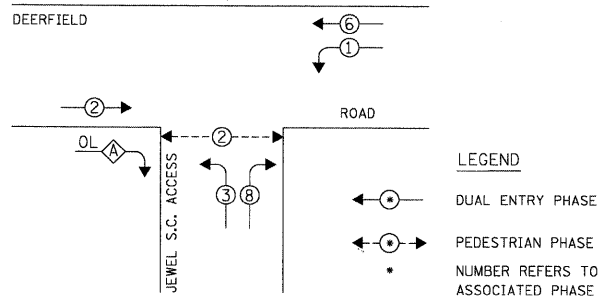 DEERFIELD
6
1
2
ROAD
OL A
2
JEWEL S.C. ACCESS
3 8
LEGEND
* DUAL ENTRY PHASE
* PEDESTRIAN PHASE
* NUMBER REFERS TO
ASSOCIATED PHASE